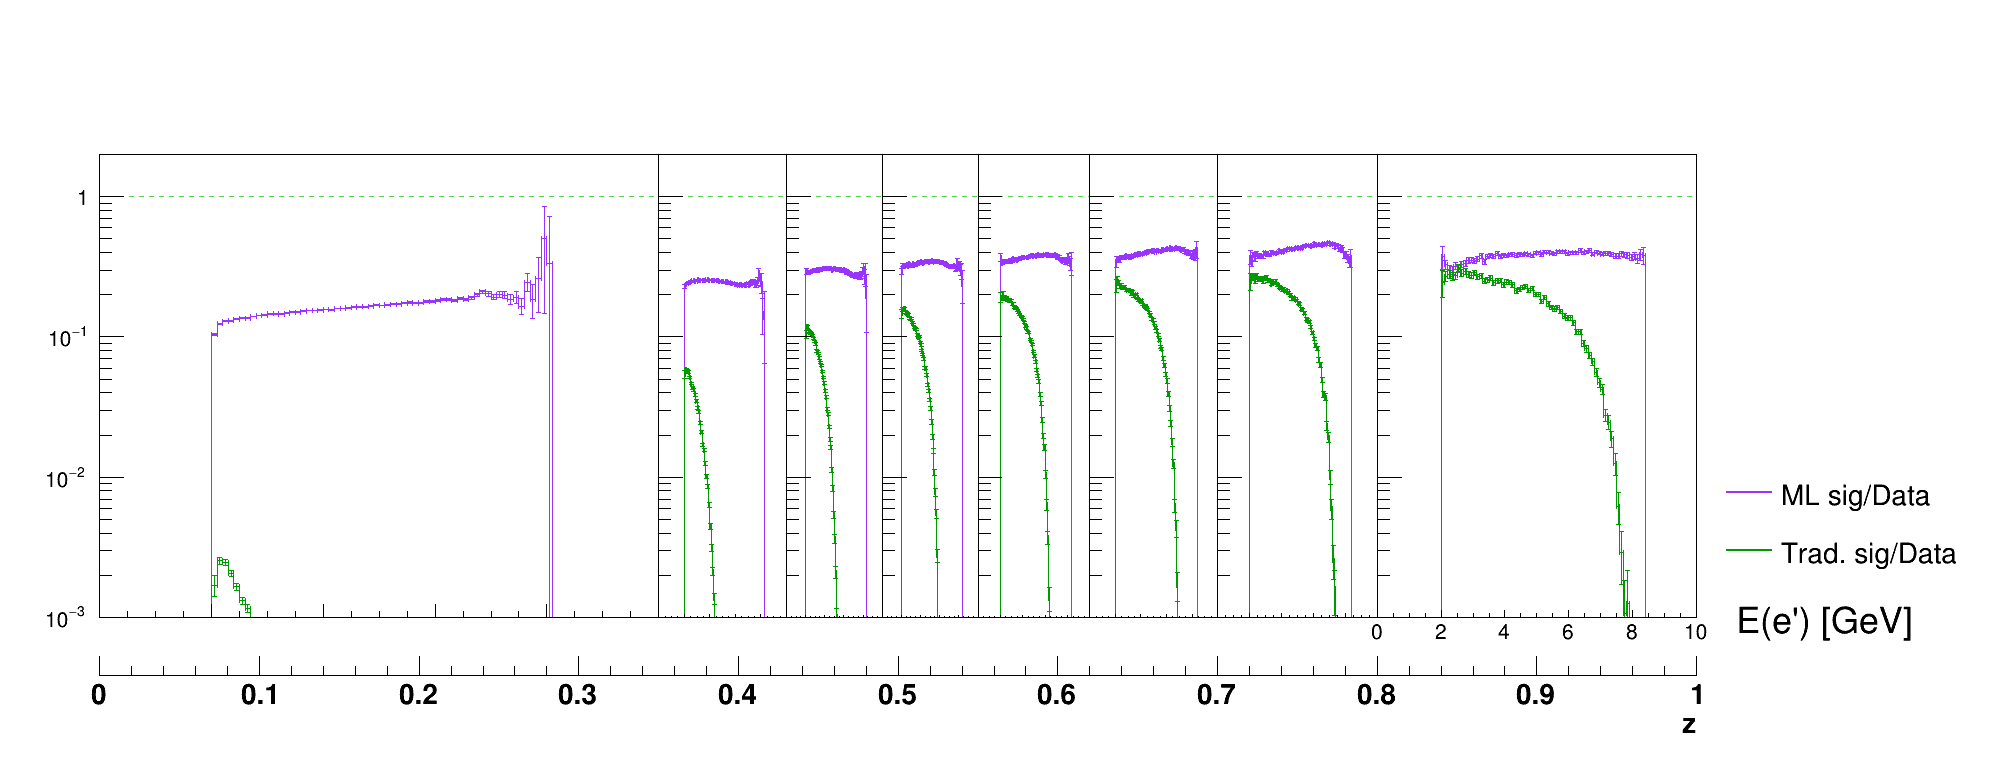 1
10⁻¹
10⁻²
10⁻³
ML sig/Data
Trad. sig/Data
0 2 4 6 8 10
E(e') [GeV]
0 0.1 0.2 0.3 0.4 0.5 0.6 0.7 0.8 0.9 1
z